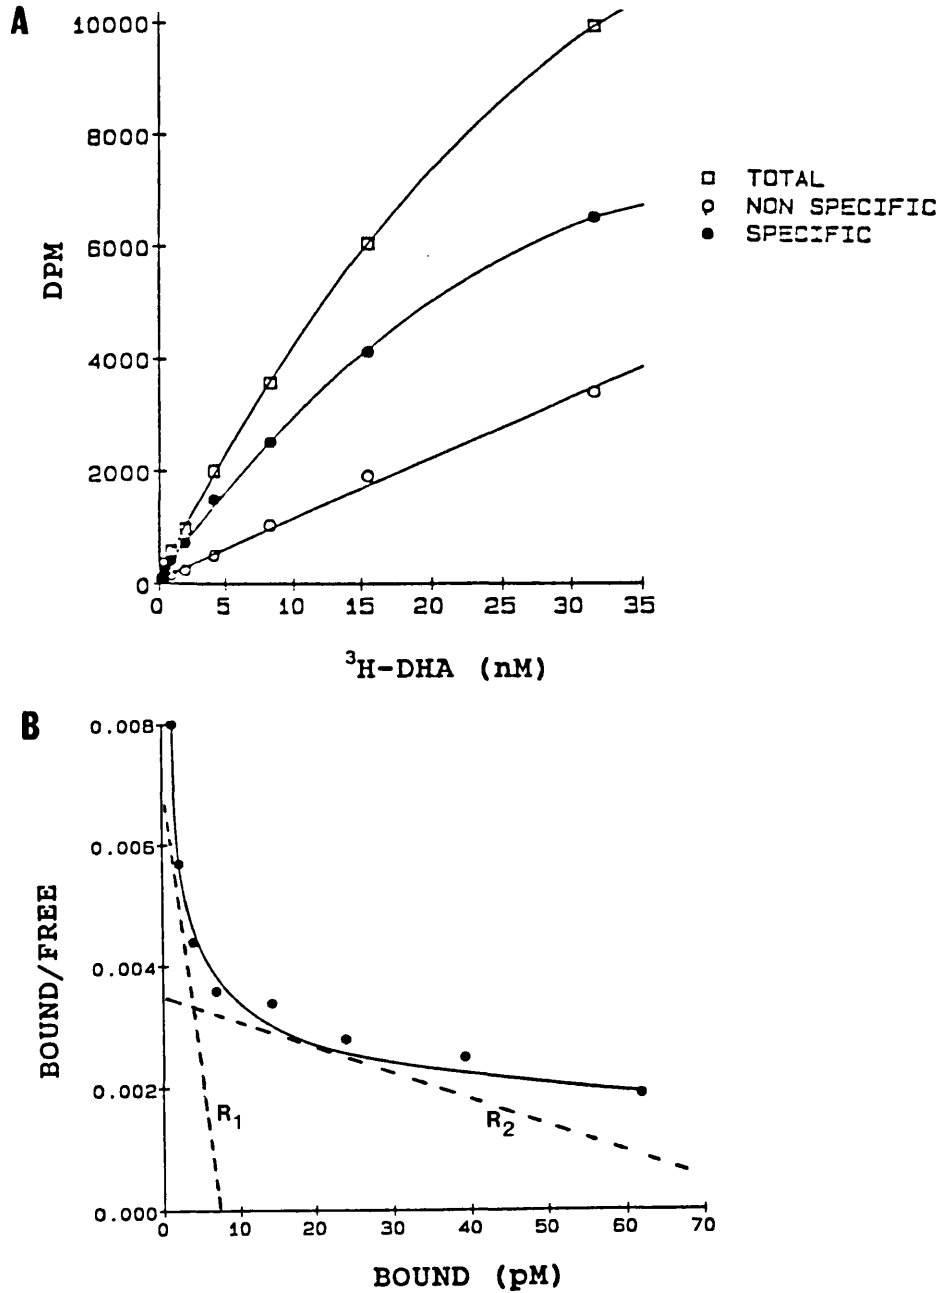 A
10000
8000
6000
4000
2000
0
DPM
0 5 10 15 20 25 30 35
³H-DHA (nM)
TOTAL
NON SPECIFIC
SPECIFIC
B
0.008
0.006
0.004
0.002
0.000
BOUND/FREE
R₁
R₂
0 10 20 30 40 50 60 70
BOUND (pM)